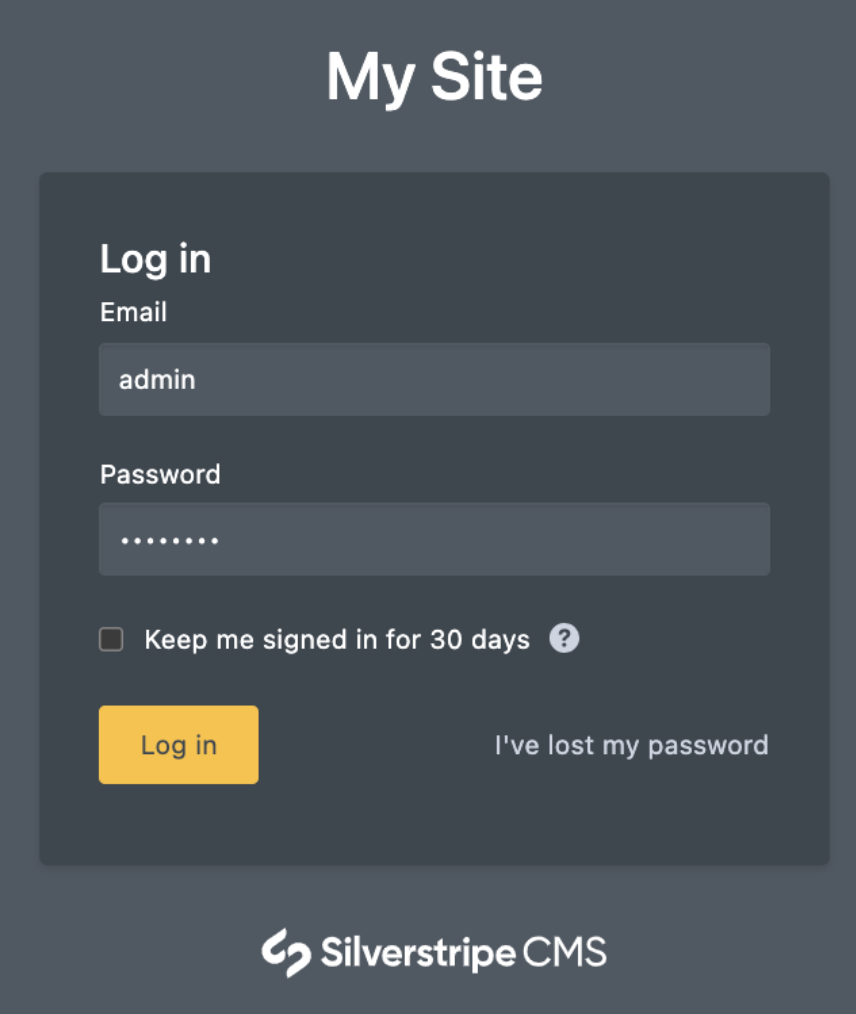 My Site
Log in
Email
admin
Password
••••••••
Keep me signed in for 30 days ?
Log in I've lost my password
Silverstripe CMS